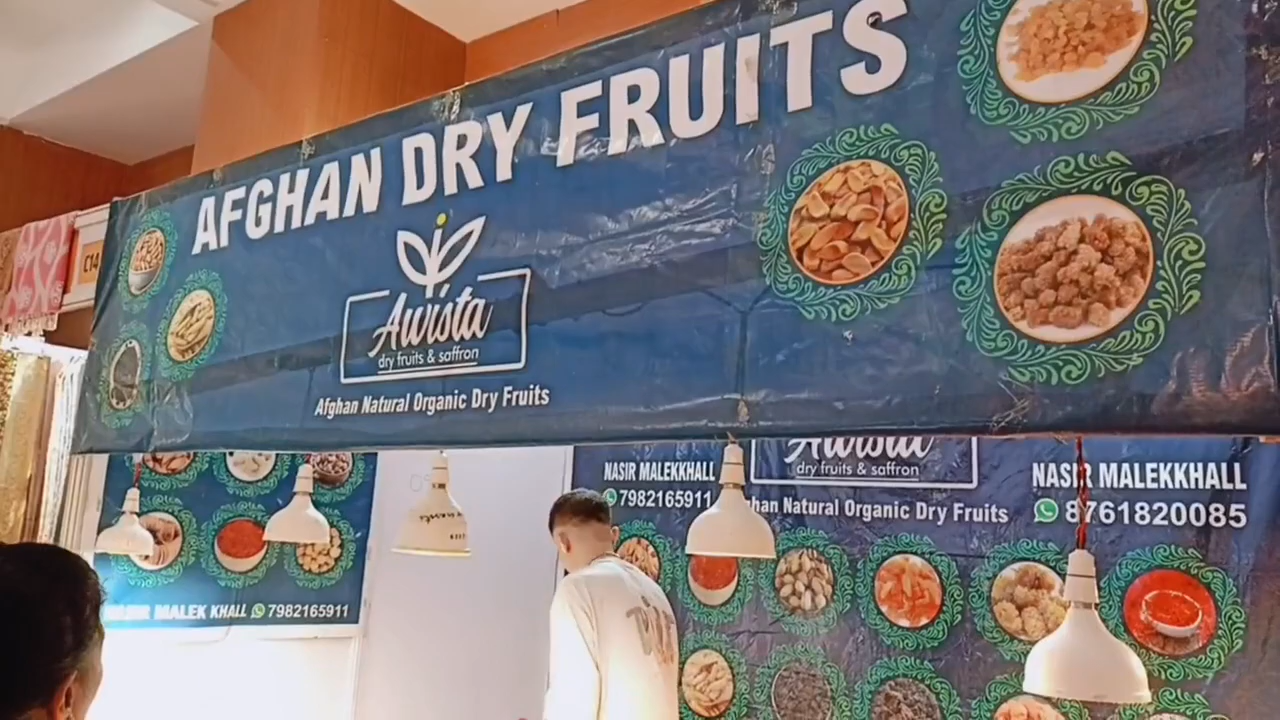 AFGHAN DRY FRUITS
C14
Awista
dry fruits & saffron
Afghan Natural Organic Dry Fruits
NASIR MALEKKHALL
7982165911
Awista
dry fruits & saffron
han Natural Organic Dry Fruits
NASIR MALEKKHALL
8761820085
NASIR MALEK KHALL 7982165911